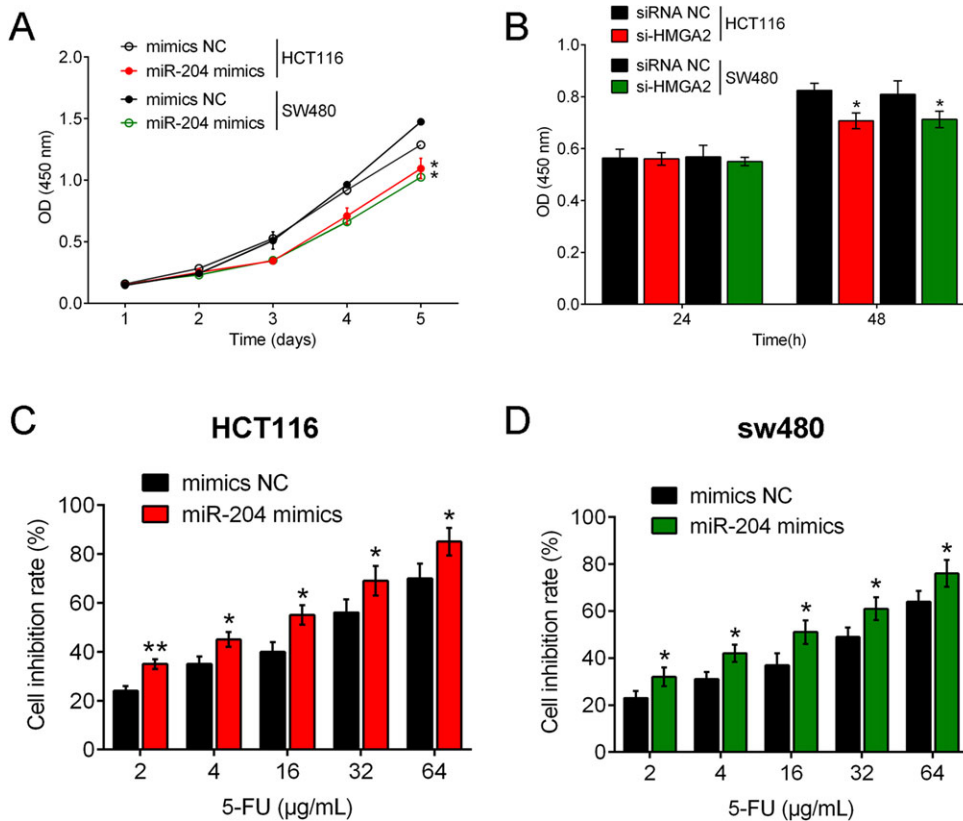 A
mimics NC
miR-204 mimics
HCT116
mimics NC
miR-204 mimics
SW480
2.0
1.5
1.0
0.5
0.0
OD (450 nm)
*
*
1 2 3 4 5
Time (days)
B
siRNA NC
si-HMGA2
HCT116
siRNA NC
si-HMGA2
SW480
1.0
0.8
0.6
0.4
0.2
0.0
OD (450 nm)
* *
24 48
Time(h)
C
HCT116
mimics NC
miR-204 mimics
100
80
60
40
20
0
Cell inhibition rate (%)
** * * * *
2 4 16 32 64
5-FU (μg/mL)
D
sw480
mimics NC
miR-204 mimics
100
80
60
40
20
0
Cell inhibition rate (%)
* * * * *
2 4 16 32 64
5-FU (μg/mL)